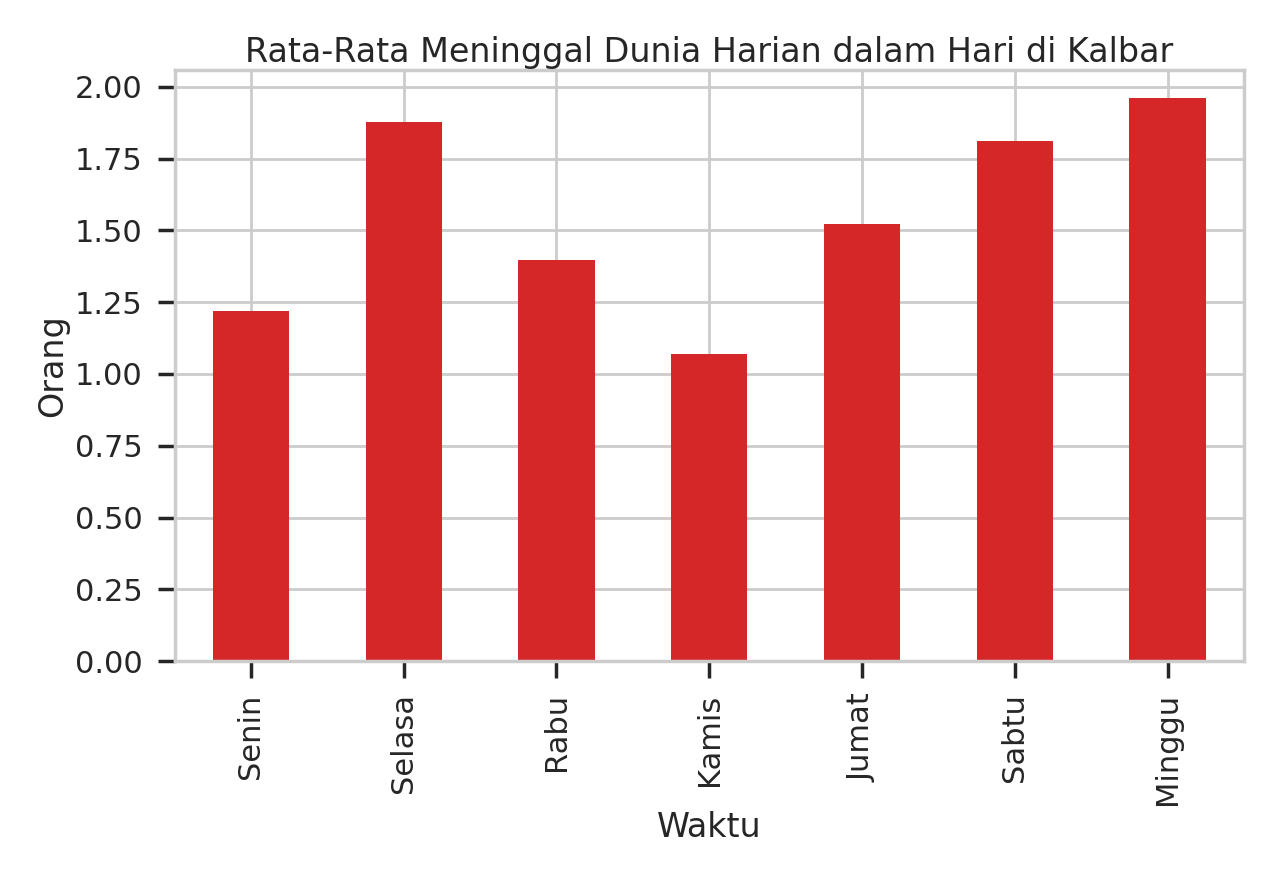 Rata-Rata Meninggal Dunia Harian dalam Hari di Kalbar
2.00
1.75
1.50
1.25
1.00
0.75
0.50
0.25
0.00
Orang
Senin
Selasa
Rabu
Kamis
Jumat
Sabtu
Minggu
Waktu